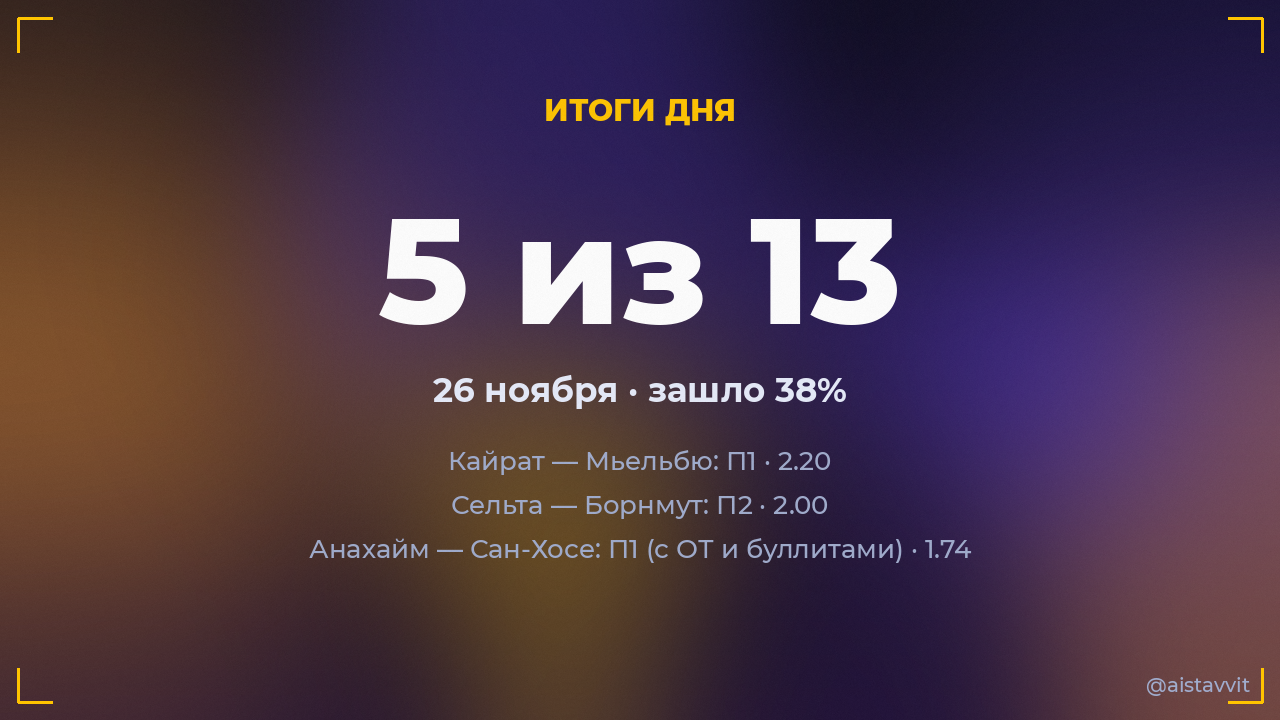 ИТОГИ ДНЯ
5 из 13
26 ноября · зашло 38%
Кайрат — Мьельбю: П1 · 2.20
Сельта — Борнмут: П2 · 2.00
Анахайм — Сан-Хосе: П1 (с ОТ и буллитами) · 1.74
@aistavvit